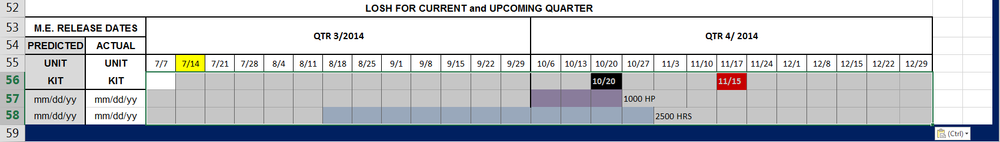 52 LOSH FOR CURRENT and UPCOMING QUARTER
53 M.E. RELEASE DATES QTR 3/2014 QTR 4/ 2014
54 PREDICTED ACTUAL
55 UNIT UNIT 7/7 7/14 7/21 7/28 8/4 8/11 8/18 8/25 9/1 9/8 9/15 9/22 9/29 10/6 10/13 10/20 10/27 11/3 11/10 11/17 11/24 12/1 12/8 12/15 12/22 12/29
56 KIT KIT 10/20 11/15
57 mm/dd/yy mm/dd/yy 1000 HP
58 mm/dd/yy mm/dd/yy 2500 HRS
59 (Ctrl)